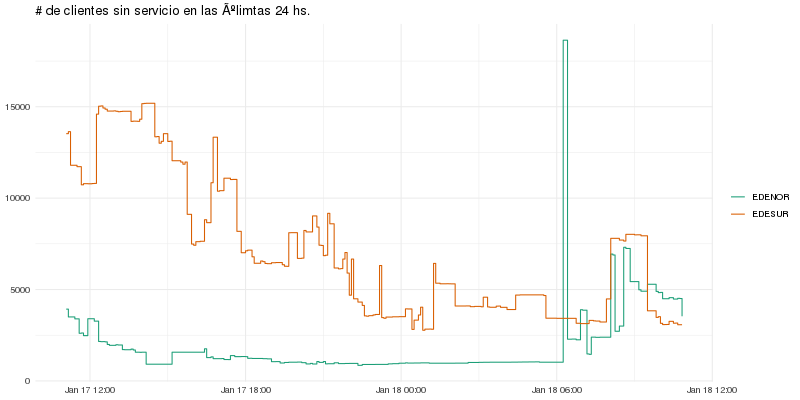 # de clientes sin servicio en las Ãºlimtas 24 hs.
15000
10000
5000
0
Jan 17 12:00
Jan 17 18:00
Jan 18 00:00
Jan 18 06:00
Jan 18 12:00
EDENOR
EDESUR